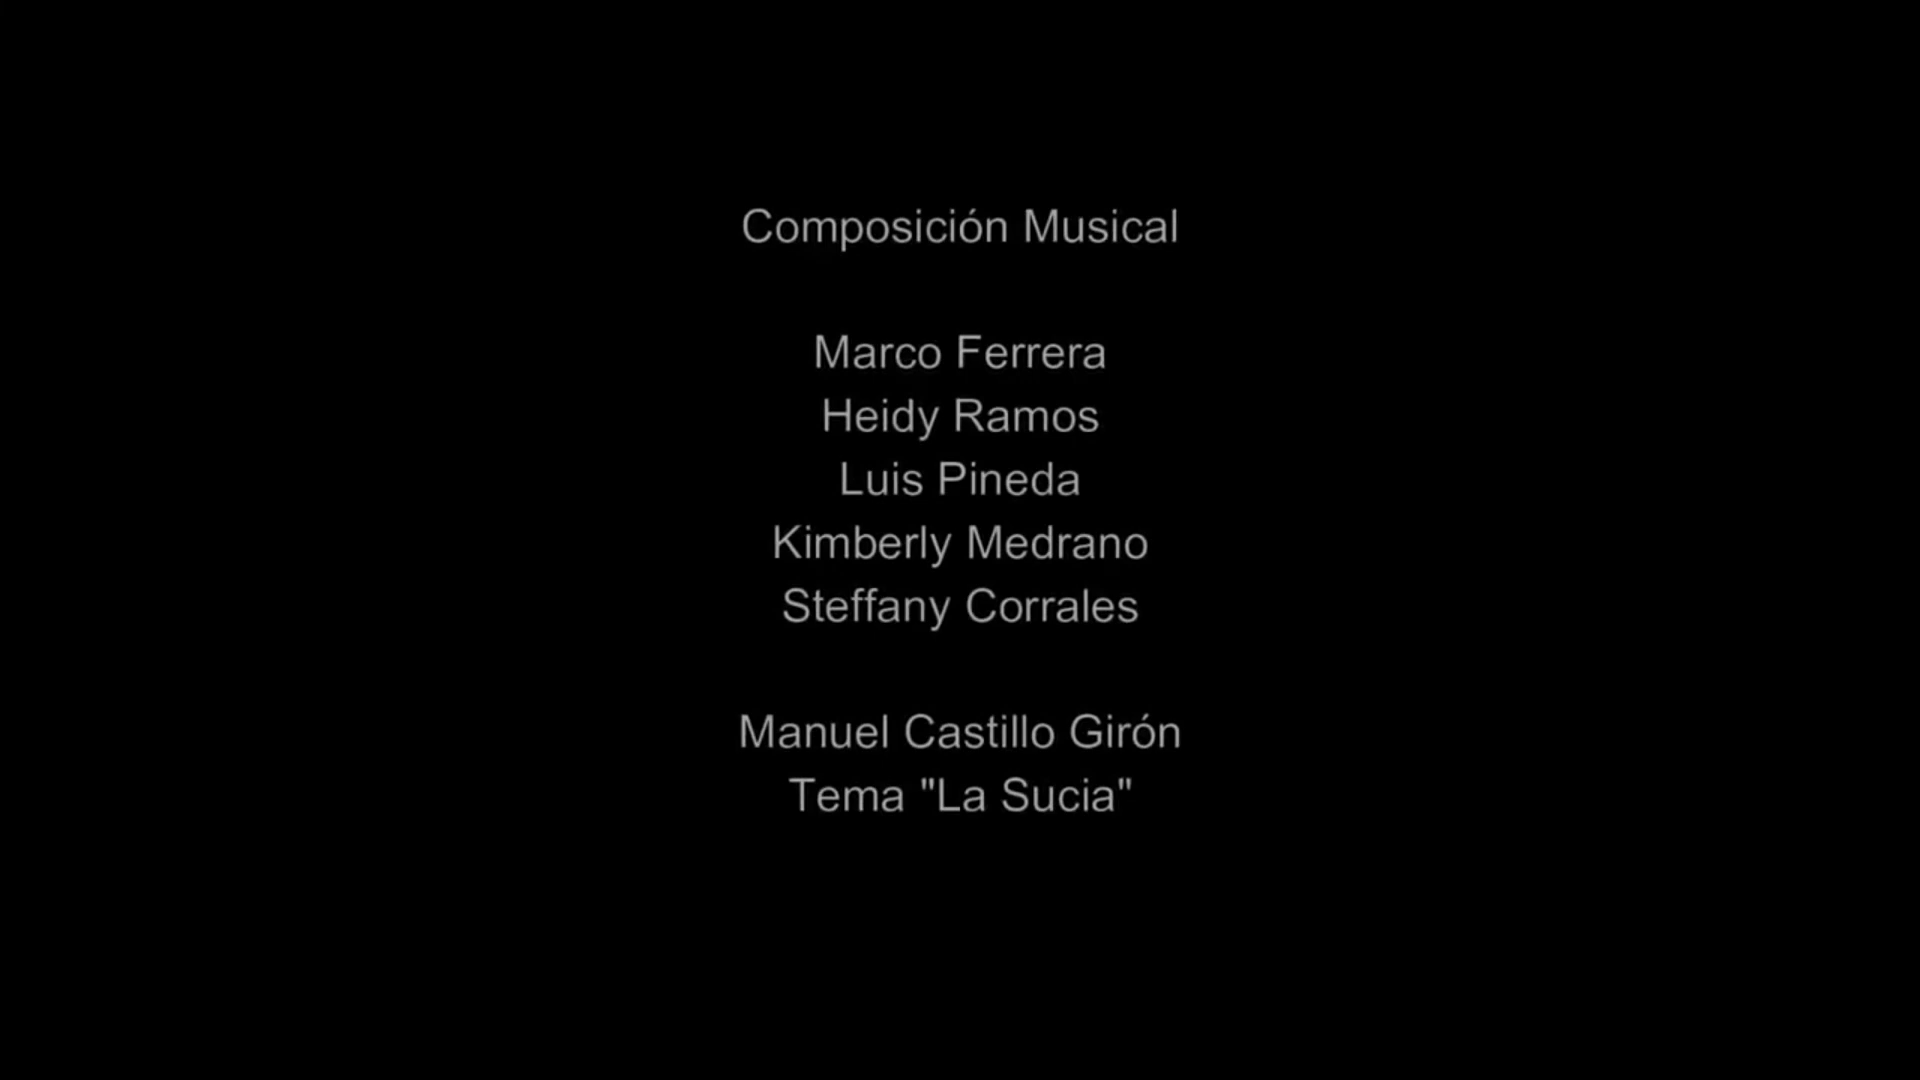 Composición Musical
Marco Ferrera
Heidy Ramos
Luis Pineda
Kimberly Medrano
Steffany Corrales
Manuel Castillo Girón
Tema "La Sucia"